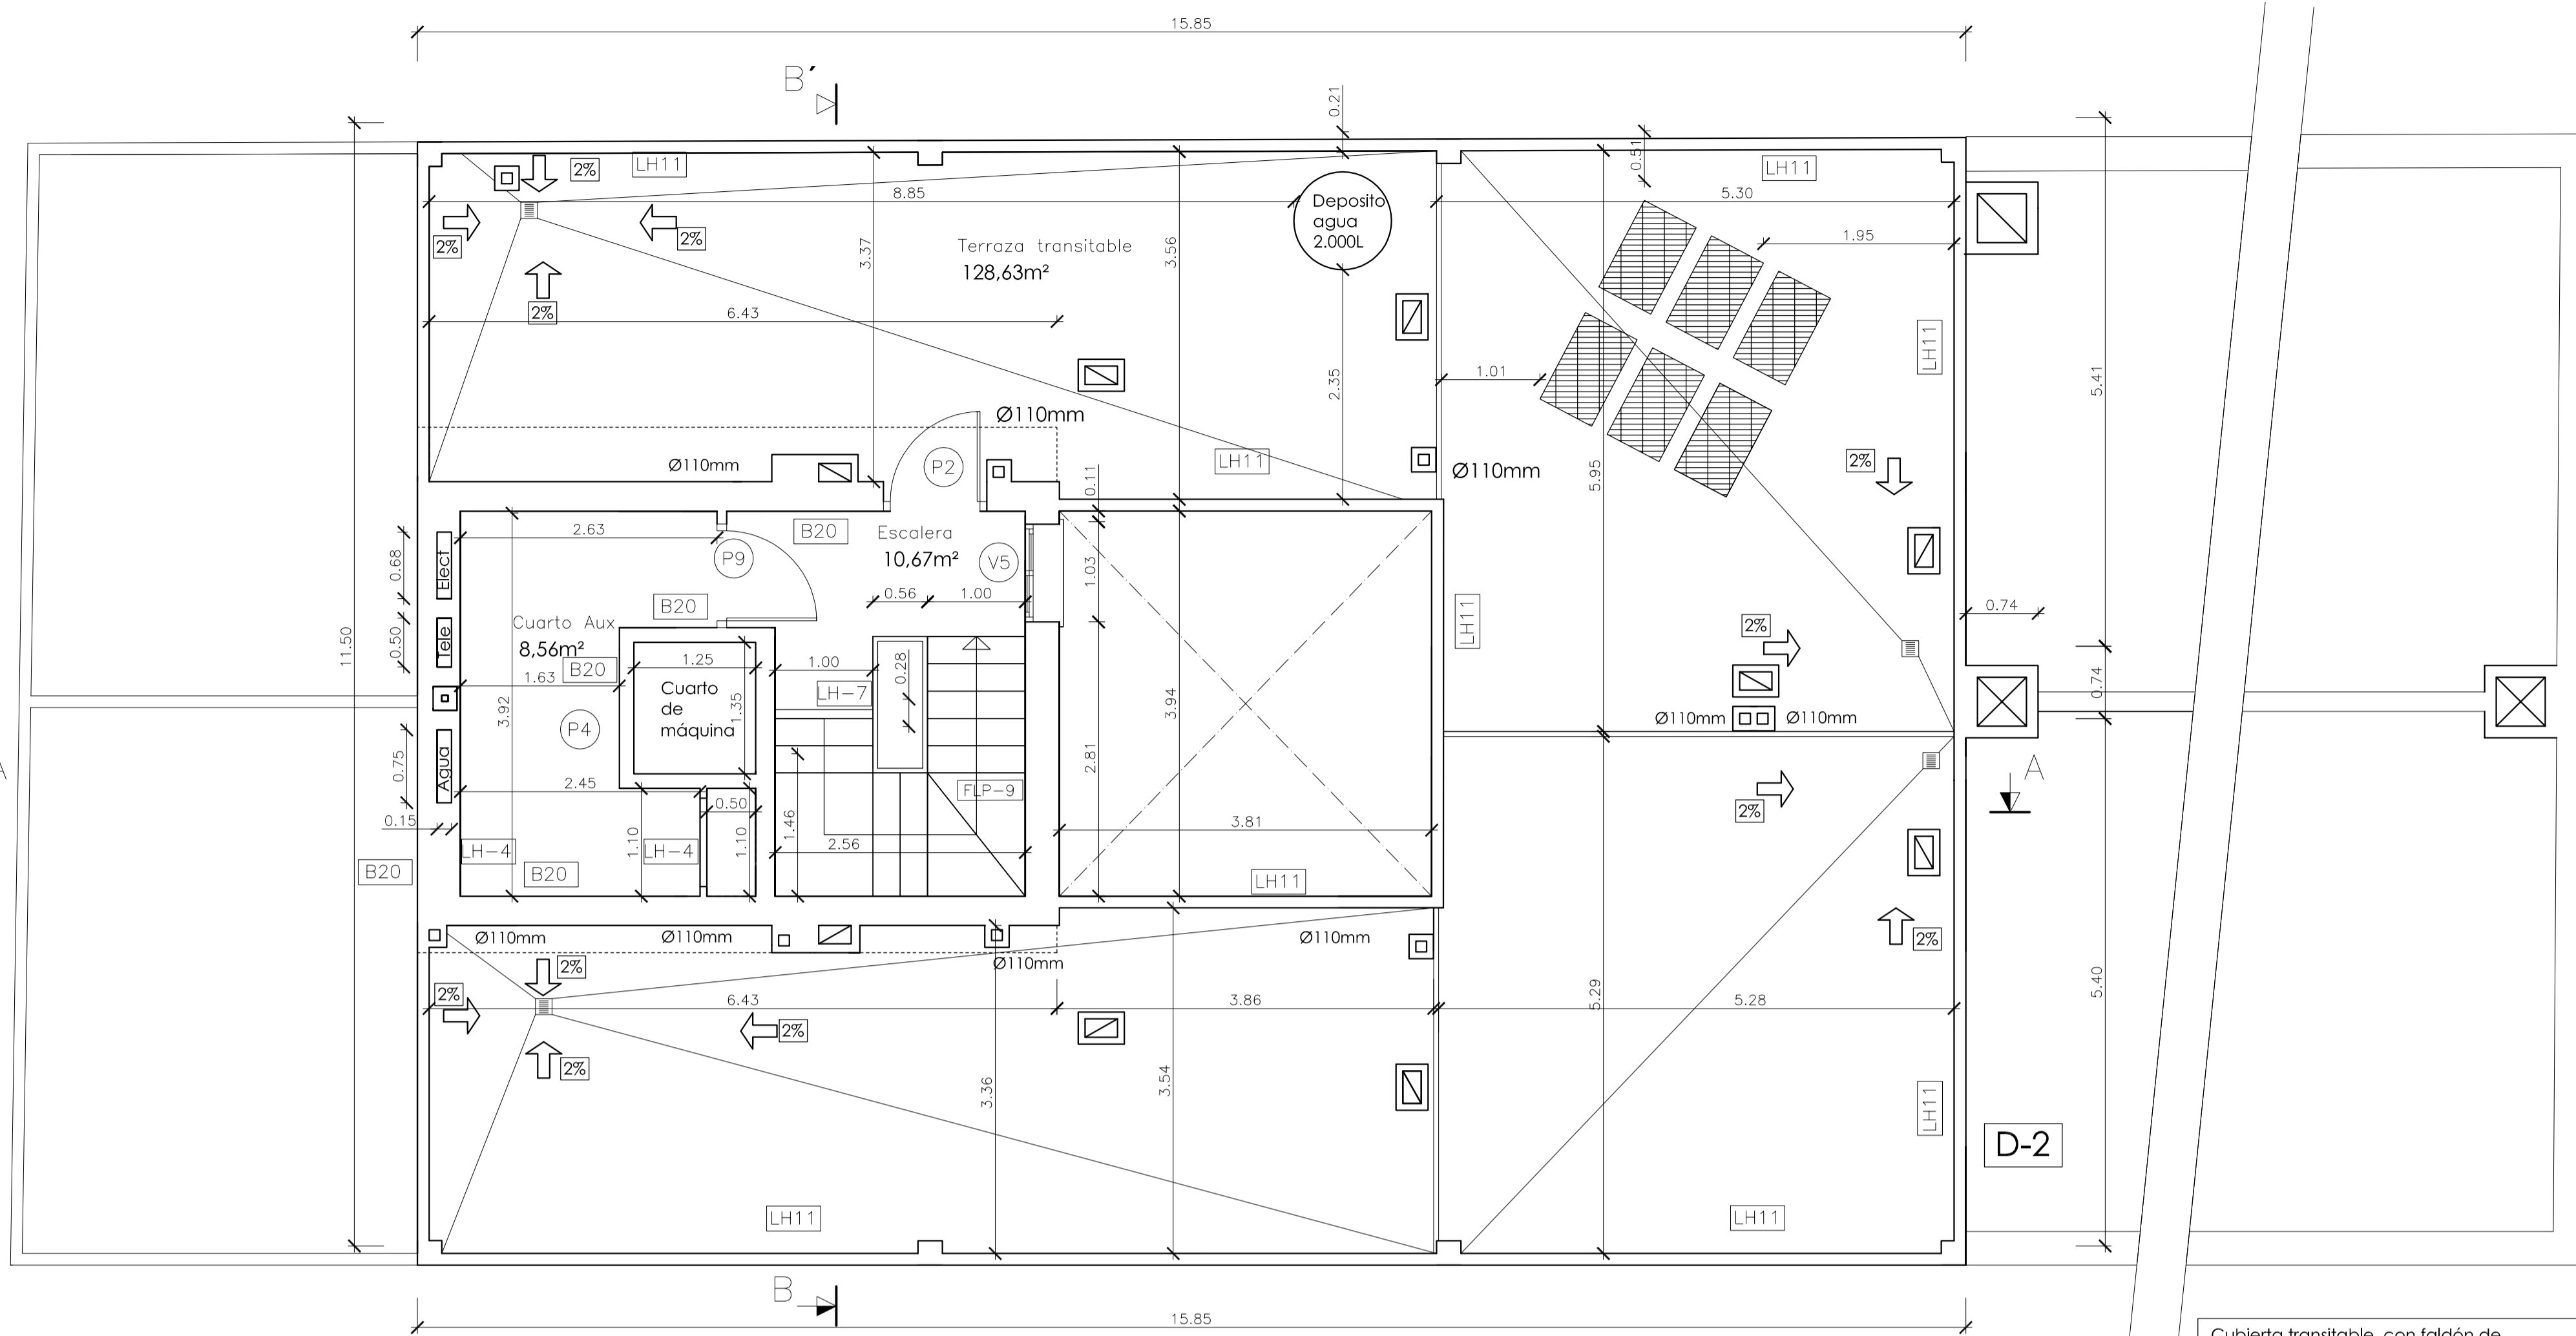 15.85
B´
0.21
0.51
LH11
LH11
2%
8.85
5.30
Deposito
agua
2.000L
2%
2%
1.95
Terraza transitable
128,63m²
3.37
3.56
2%
6.43
LH11
2.35
1.01
5.41
Ø110mm
Ø110mm
P2
LH11
Ø110mm
2%
5.95
0.11
2.63
B20
Escalera
10,67m²
V5
P9
Elect
0.68
1.03
0.56
1.00
B20
0.74
Cuarto Aux
8,56m²
Tele
0.50
11.50
LH11
2%
B20
1.25
1.00
0.28
1.63
Cuarto
de
máquina
1.35
LH-7
3.92
3.94
0.74
P4
Ø110mm
Ø110mm
A
A
Agua
0.75
2.81
2.45
0.50
FLP-9
2%
0.15
1.46
3.81
LH-4
1.10
LH-4
1.10
2.56
B20
B20
LH11
Ø110mm
Ø110mm
Ø110mm
2%
Ø110mm
2%
2%
6.43
3.86
5.29
5.28
5.40
2%
2%
3.36
3.54
LH11
D-2
LH11
LH11
B
15.85
Cubierta transitable, con faldón de